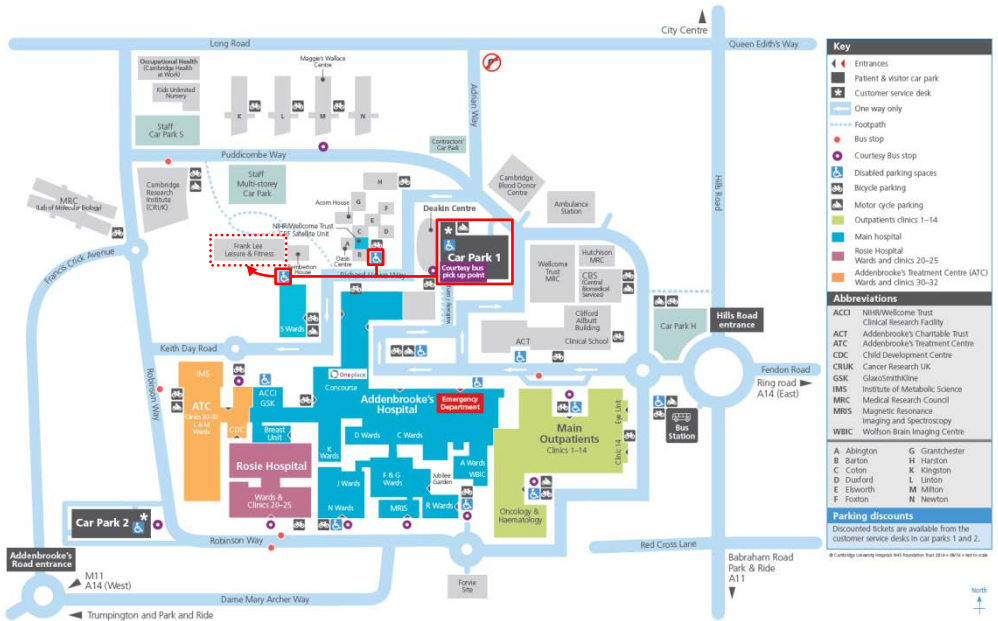 City Centre
Long Road
Queen Edith's Way
Occupational Health
(Cambridge Health
at Work)
Kids Unlimited
Nursery
Staff
Car Park S
Maggie's Wallace
Centre
K
L
M
N
Adrian Way
Contractors'
Car Park
Puddicombe Way
Hills Road
MRC
(Lab of Molecular Biology)
Cambridge
Research
Institute
(CRUK)
Staff
Multi-storey
Car Park
H
Acorn House
G
F
E
D
C
A
B
NIHR/Wellcome Trust
CRF Satellite Unit
Oasis
Centre
Deakin Centre
Cambridge
Blood Donor
Centre
Ambulance
Station
Frank Lee
Leisure & Fitness
Pemberton
House
Car Park 1
Courtesy bus
pick up point
Wellcome
Trust
MRC
Hutchison
MRC
CBS
(Central
Biomedical
Services)
Clifford
Allbutt
Building
Clinical School
ACT
Car Park H
Hills Road
entrance
Francis Crick Avenue
S Wards
Keith Day Road
Robinson Way
Fendon Road
Ring road
A14 (East)
IMS
ATC
Clinics 30-32
L & M
Wards
CDC
ACCI
GSK
Breast
Unit
Oneplace
Concourse
Addenbrooke's
Hospital
Emergency
Department
K
Wards
D Wards
C Wards
A Wards
WBIC
J Wards
F & G
Wards
Jubilee
Garden
N Wards
MRIS
R Wards
Rosie Hospital
Wards &
Clinics 20–25
Main
Outpatients
Clinics 1–14
Eye Unit
Clinic 14
Oncology &
Haematology
Bus
Station
Car Park 2
Robinson Way
Red Cross Lane
Addenbrooke's
Road entrance
M11
A14 (West)
Forvie
Site
Babraham Road
Park & Ride
A11
Dame Mary Archer Way
Trumpington and Park and Ride
Key
Entrances
Patient & visitor car park
Customer service desk
One way only
Footpath
Bus stop
Courtesy Bus stop
Disabled parking spaces
Bicycle parking
Motor cycle parking
Outpatients clinics 1–14
Main hospital
Rosie Hospital
Wards and clinics 20–25
Addenbrooke's Treatment Centre (ATC)
Wards and clinics 30–32
Abbreviations
ACCI NIHR/Wellcome Trust
Clinical Research Facility
ACT Addenbrooke's Charitable Trust
ATC Addenbrooke's Treatment Centre
CDC Child Development Centre
CRUK Cancer Research UK
GSK GlaxoSmithKline
IMS Institute of Metabolic Science
MRC Medical Research Council
MRIS Magnetic Resonance
Imaging and Spectroscopy
WBIC Wolfson Brain Imaging Centre
A Abington G Grantchester
B Barton H Harston
C Coton K Kingston
D Duxford L Linton
E Elsworth M Milton
F Foxton N Newton
Parking discounts
Discounted tickets are available from the
customer service desks in car parks 1 and 2.
North